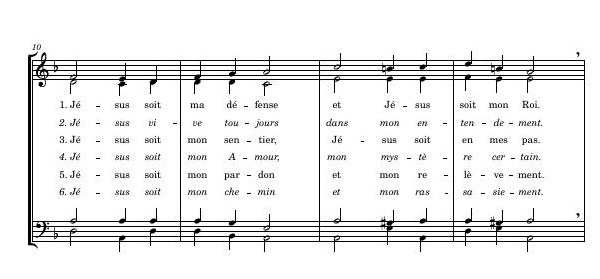 10
1. Jé – sus soit ma dé – fense et Jé – sus soit mon Roi.
2. Jé – sus vi – ve tou – jours dans mon en – ten – de – ment.
3. Jé – sus soit mon sen – tier, Jé – sus soit en mes pas.
4. Jé – sus soit mon A – mour, mon mys – tè – re cer – tain.
5. Jé – sus soit mon par – don et mon re – lè – ve – ment.
6. Jé – sus soit mon che – min et mon ras – sa – sie – ment.